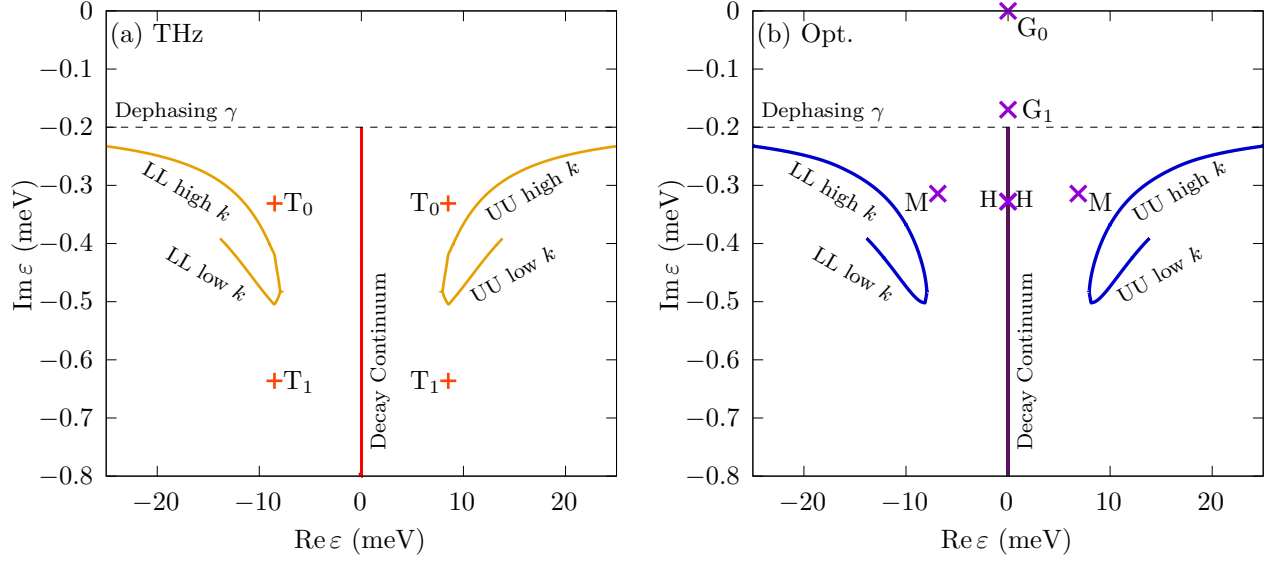 (a) THz
0
−0.1
−0.2
−0.3
−0.4
−0.5
−0.6
−0.7
−0.8
Im ε (meV)
Dephasing γ
LL high k
LL low k
T₀
T₀
UU high k
UU low k
T₁
T₁
Decay Continuum
−20
−10
0
10
20
Re ε (meV)
(b) Opt.
0
−0.1
−0.2
−0.3
−0.4
−0.5
−0.6
−0.7
−0.8
Im ε (meV)
G₀
G₁
Dephasing γ
LL high k
LL low k
M
H
H
M
UU high k
UU low k
Decay Continuum
−20
−10
0
10
20
Re ε (meV)